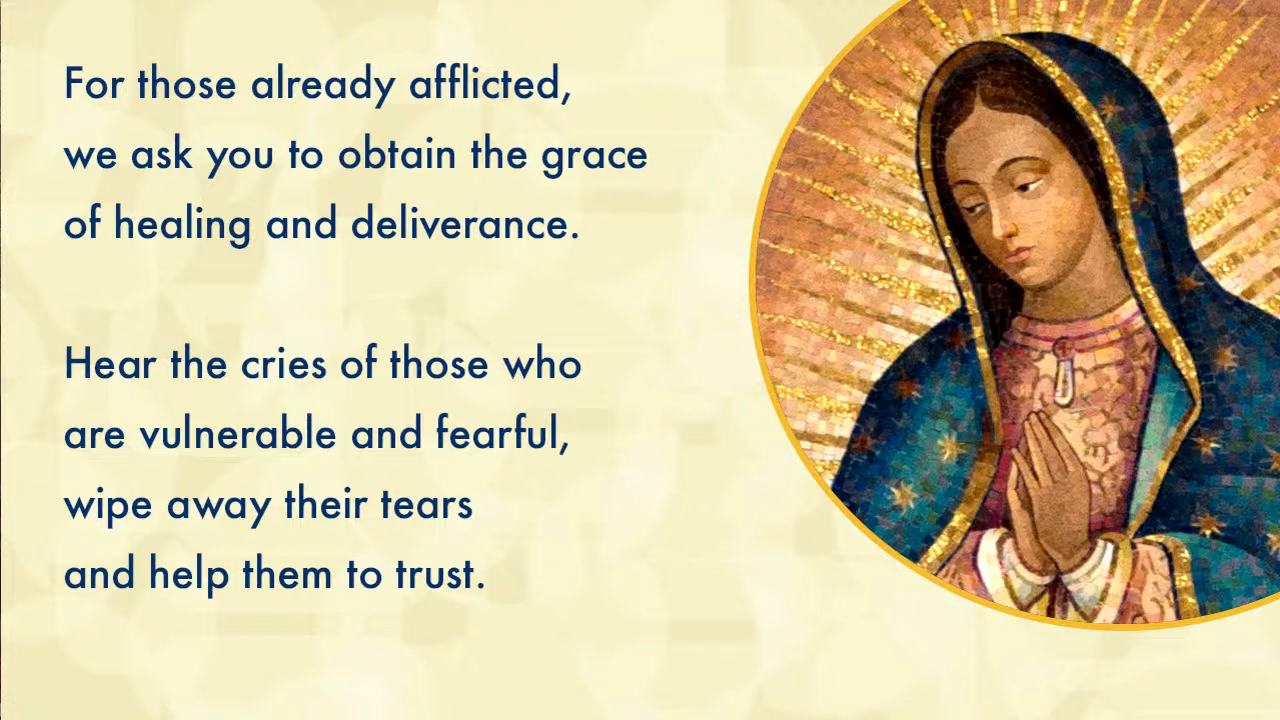 For those already afflicted,
we ask you to obtain the grace
of healing and deliverance.
Hear the cries of those who
are vulnerable and fearful,
wipe away their tears
and help them to trust.